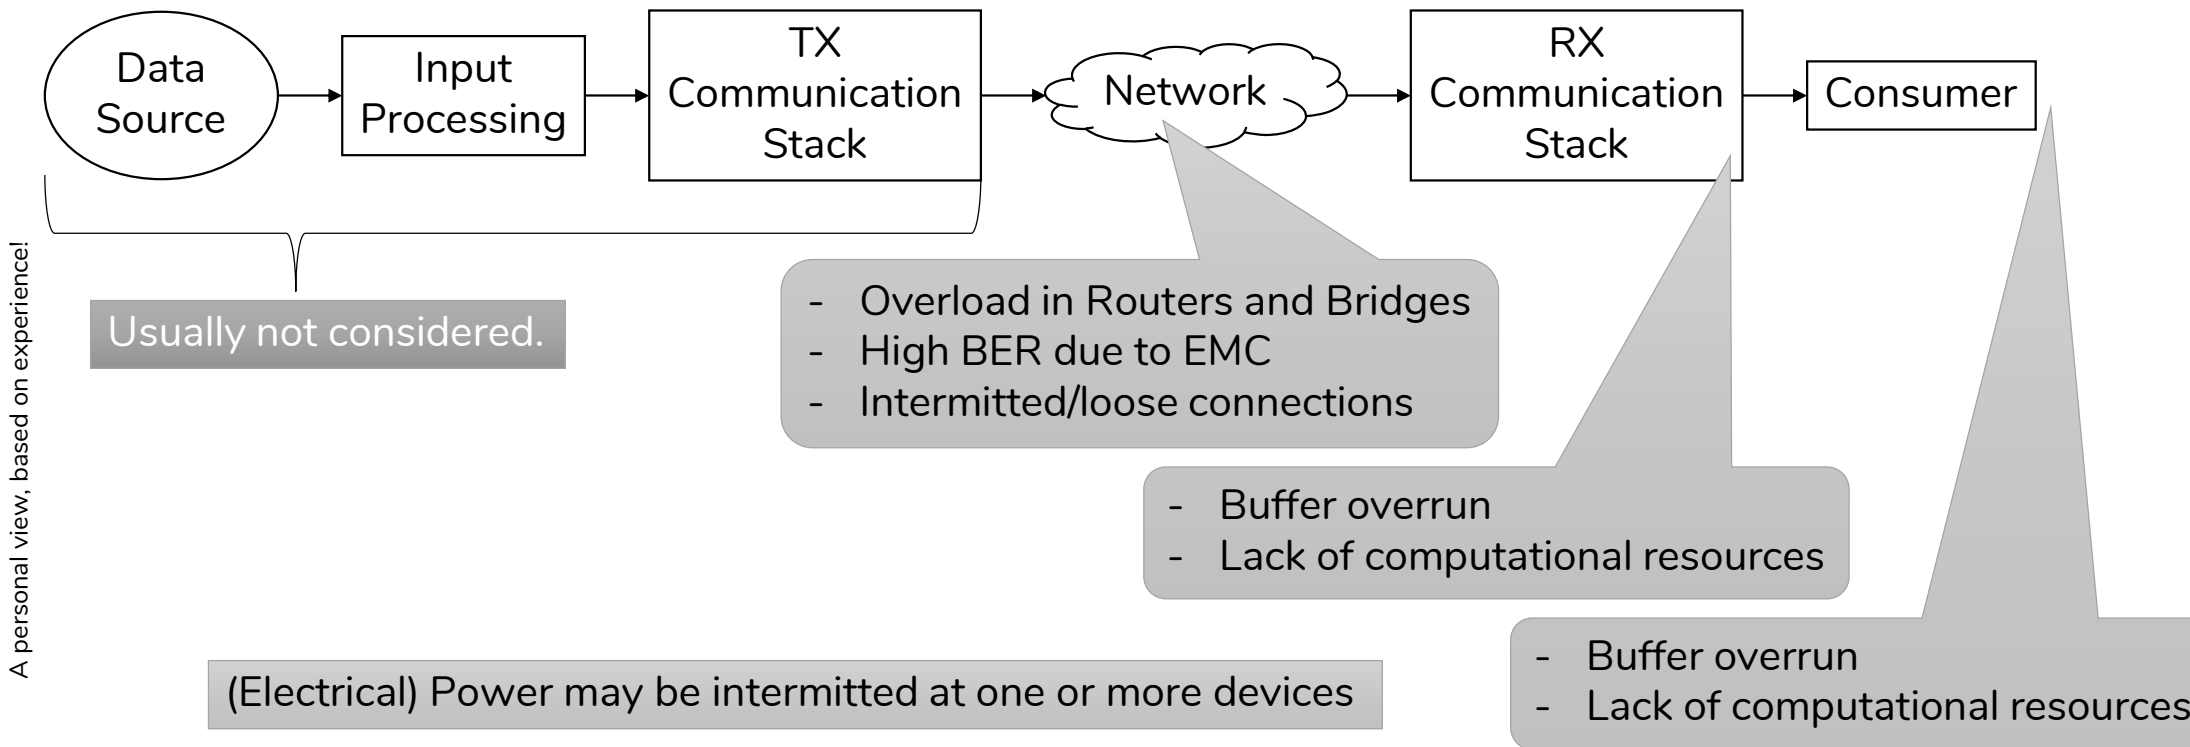 Data
Source
Input
Processing
TX
Communication
Stack
Network
RX
Communication
Stack
Consumer
A personal view, based on experience!
Usually not considered.
- Overload in Routers and Bridges
- High BER due to EMC
- Intermitted/loose connections
- Buffer overrun
- Lack of computational resources
(Electrical) Power may be intermitted at one or more devices
- Buffer overrun
- Lack of computational resources